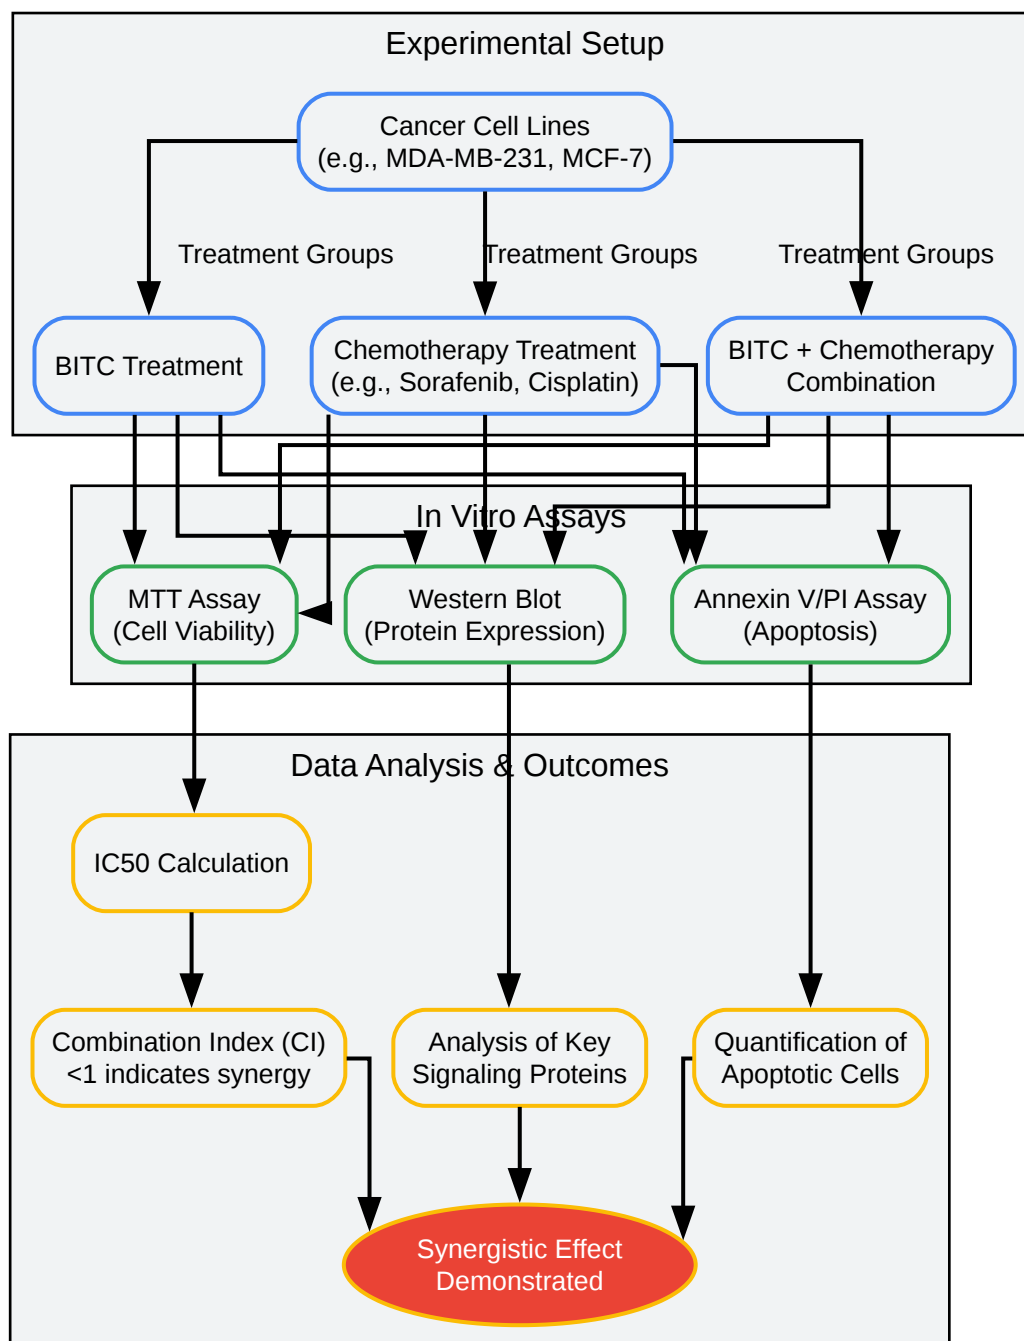 Experimental Setup
Cancer Cell Lines
(e.g., MDA-MB-231, MCF-7)
Treatment Groups
Treatment Groups
Treatment Groups
BITC Treatment
Chemotherapy Treatment
(e.g., Sorafenib, Cisplatin)
BITC + Chemotherapy
Combination
In Vitro Assays
MTT Assay
(Cell Viability)
Western Blot
(Protein Expression)
Annexin V/PI Assay
(Apoptosis)
Data Analysis & Outcomes
IC50 Calculation
Combination Index (CI)
<1 indicates synergy
Analysis of Key
Signaling Proteins
Quantification of
Apoptotic Cells
Synergistic Effect
Demonstrated